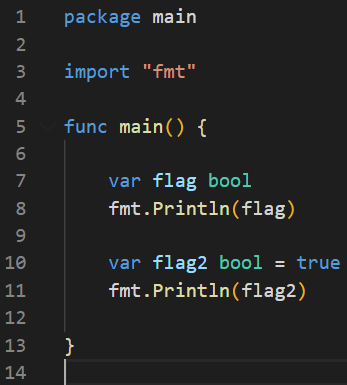 1 package main
2
3 import "fmt"
4
5 func main() {
6
7 var flag bool
8 fmt.Println(flag)
9
10 var flag2 bool = true
11 fmt.Println(flag2)
12
13 }
14